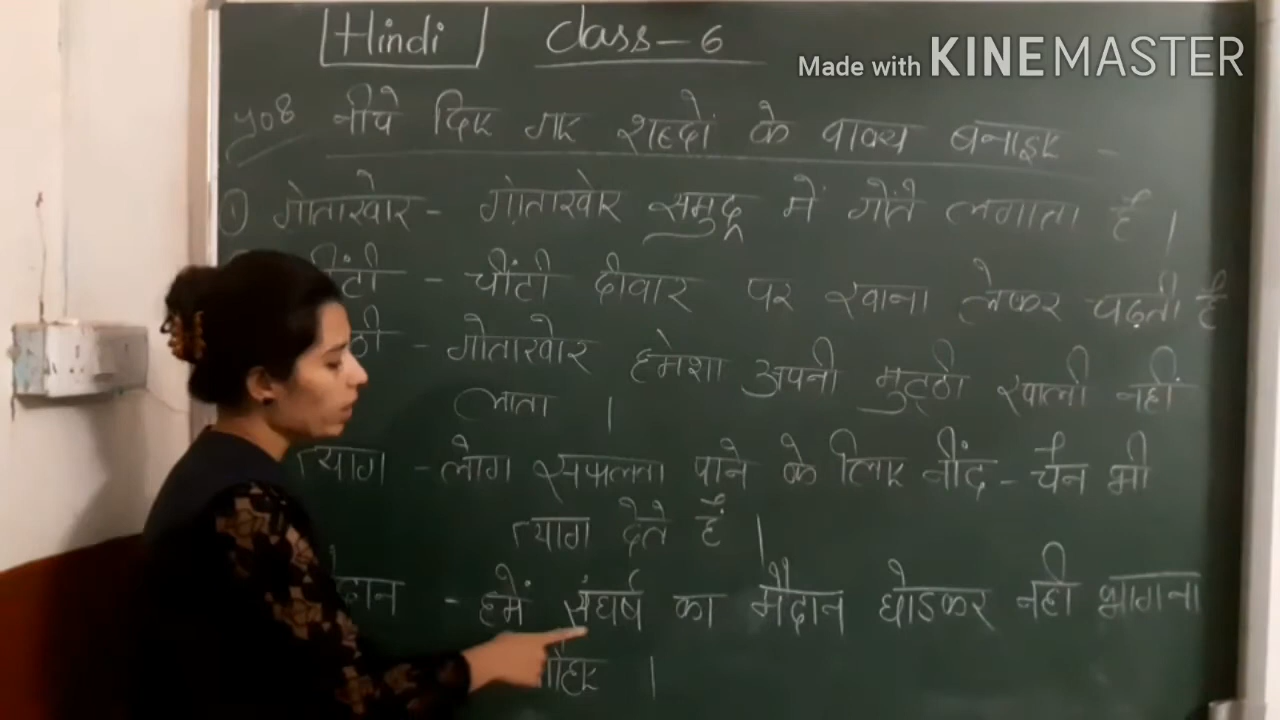 Hindi Class-6
Made with KINEMASTER
प्र08 नीचे दिए गए शब्दों के वाक्य बनाइए -
① गोताखोर - गोताखोर समुद्र में गोते लगाता है ।
- चींटी दीवार पर खाना लेकर चढ़ती है
- गोताखोर हमेशा अपनी मुट्ठी खाली नहीं
लाता ।
त्याग - लोग सफलता पाने के लिए नींद-चैन भी
त्याग देते हैं ।
- हमें संघर्ष का मैदान छोडकर नही भागना
।